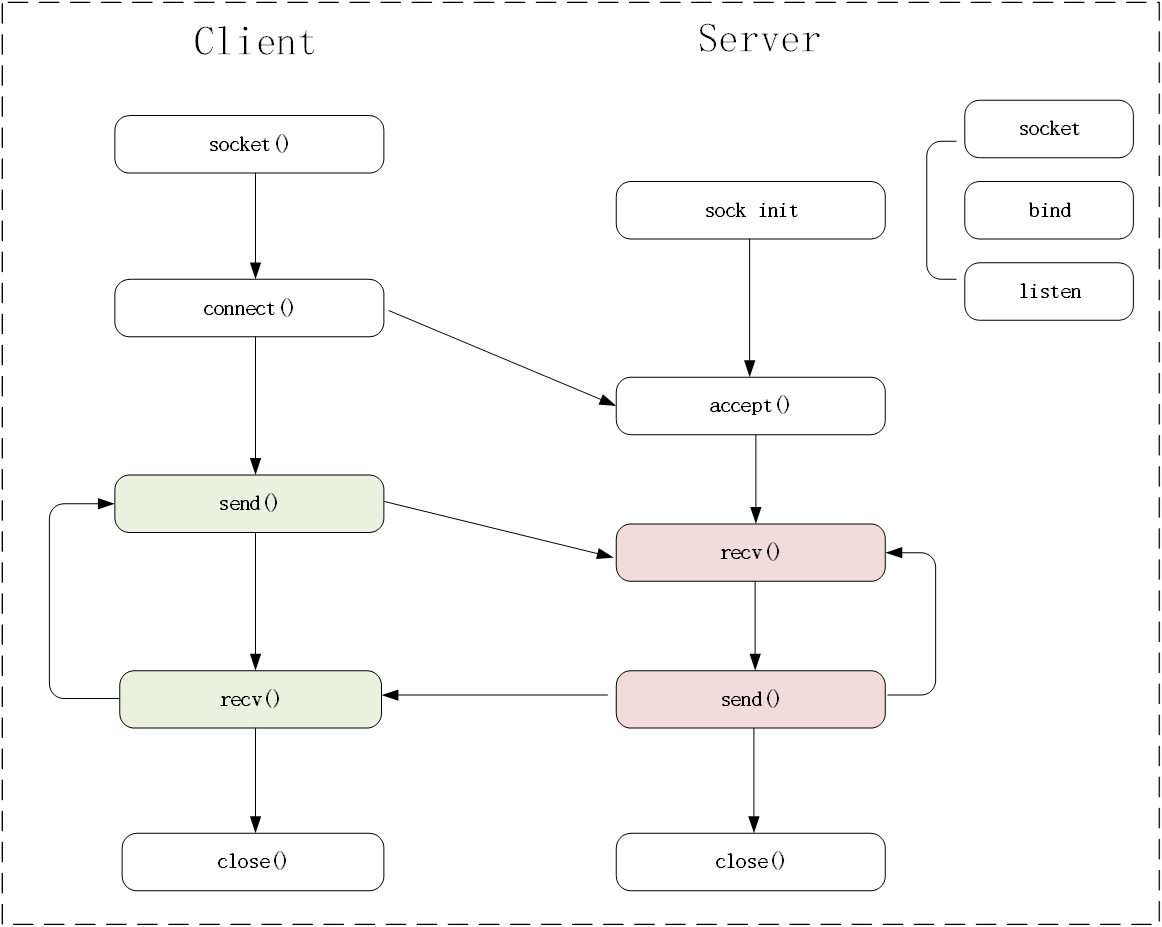 Client
socket()
connect()
send()
recv()
close()
Server
sock init
accept()
recv()
send()
close()
socket
bind
listen